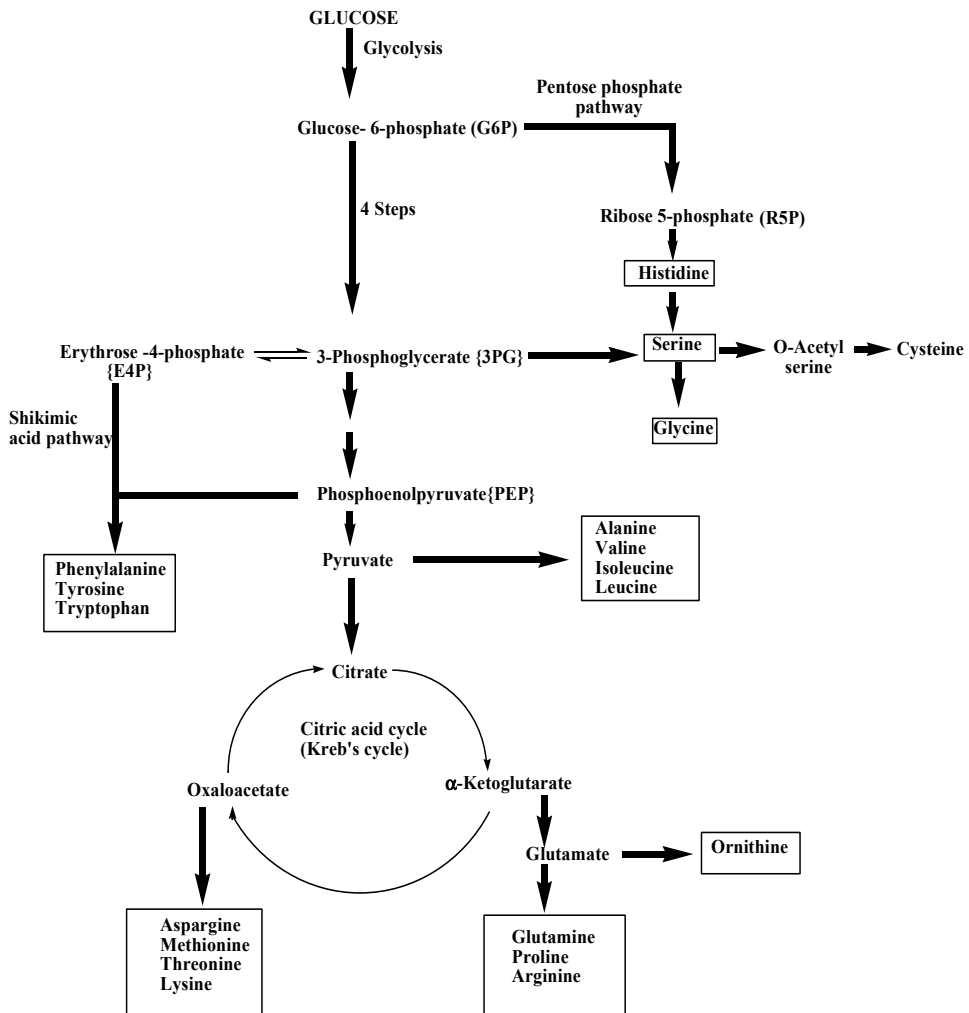 GLUCOSE
Glycolysis
Pentose phosphate
pathway
Glucose- 6-phosphate (G6P)
4 Steps
Ribose 5-phosphate (R5P)
Histidine
Erythrose -4-phosphate
{E4P}
3-Phosphoglycerate {3PG}
Serine
O-Acetyl
serine
Cysteine
Shikimic
acid pathway
Glycine
Phosphoenolpyruvate{PEP}
Pyruvate
Alanine
Valine
Isoleucine
Leucine
Phenylalanine
Tyrosine
Tryptophan
Citrate
Citric acid cycle
(Kreb's cycle)
Oxaloacetate
α-Ketoglutarate
Glutamate
Ornithine
Aspargine
Methionine
Threonine
Lysine
Glutamine
Proline
Arginine